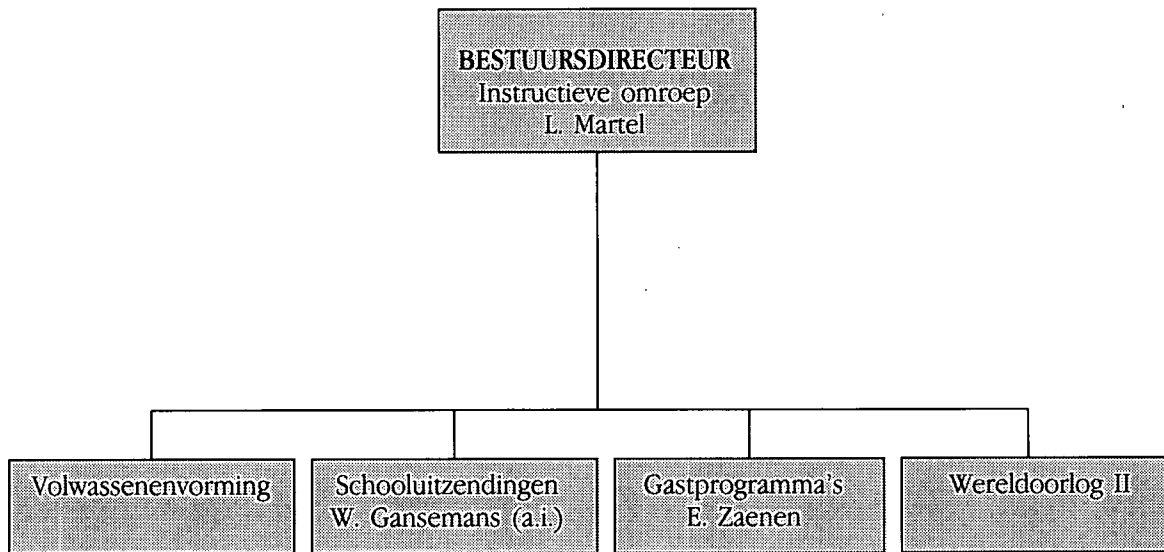 BESTUURSDIRECTEUR
Instructieve omroep
L. Martel
Volwassenenvorming
Schooluitzendingen
W. Gansemans (a.i.)
Gastprogramma's
E. Zaenen
Wereldoorlog II